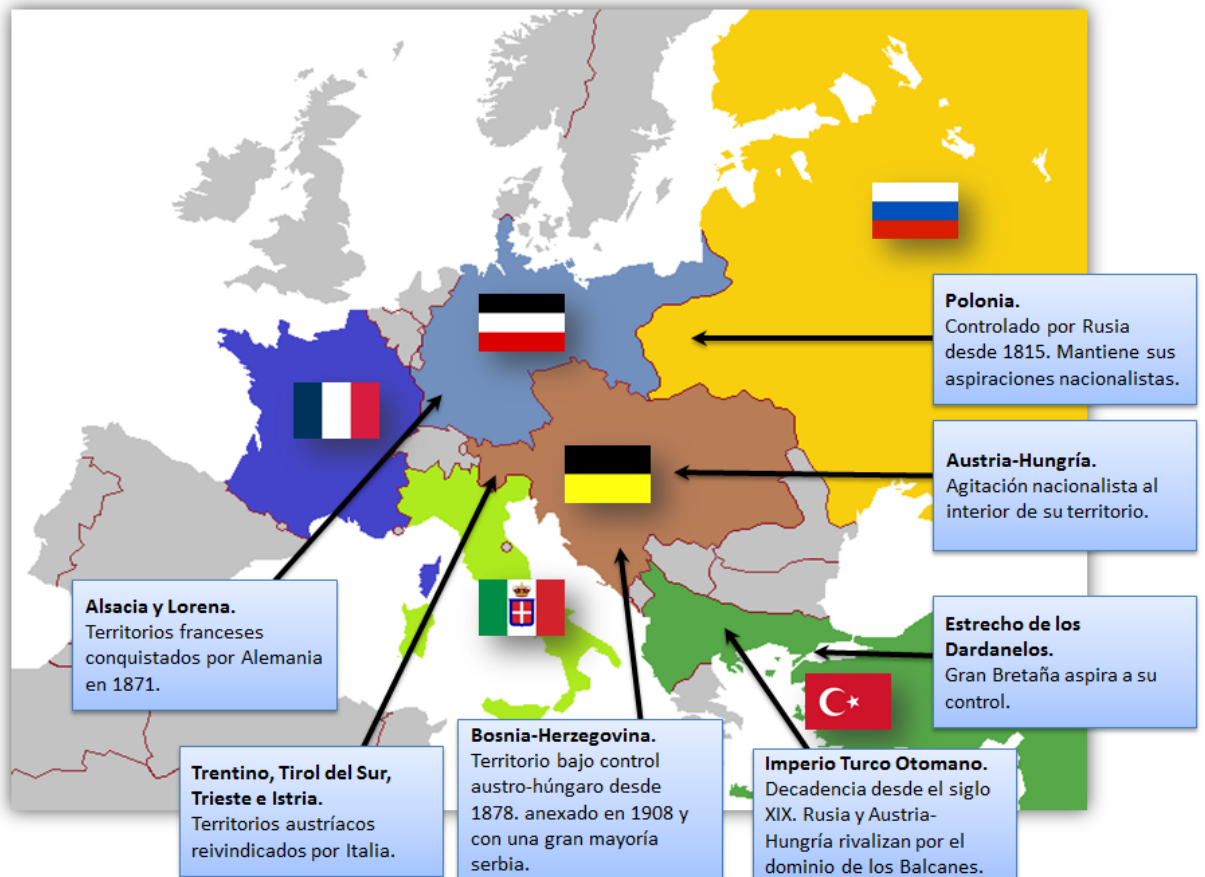 Polonia.
Controlado por Rusia
desde 1815. Mantiene sus
aspiraciones nacionalistas.
Austria-Hungría.
Agitación nacionalista al
interior de su territorio.
Estrecho de los
Dardanelos.
Gran Bretaña aspira a su
control.
Alsacia y Lorena.
Territorios franceses
conquistados por Alemania
en 1871.
Trentino, Tirol del Sur,
Trieste e Istria.
Territorios austríacos
reivindicados por Italia.
Bosnia-Herzegovina.
Territorio bajo control
austro-húngaro desde
1878. anexado en 1908 y
con una gran mayoría
serbia.
Imperio Turco Otomano.
Decadencia desde el siglo
XIX. Rusia y Austria-
Hungría rivalizan por el
dominio de los Balcanes.